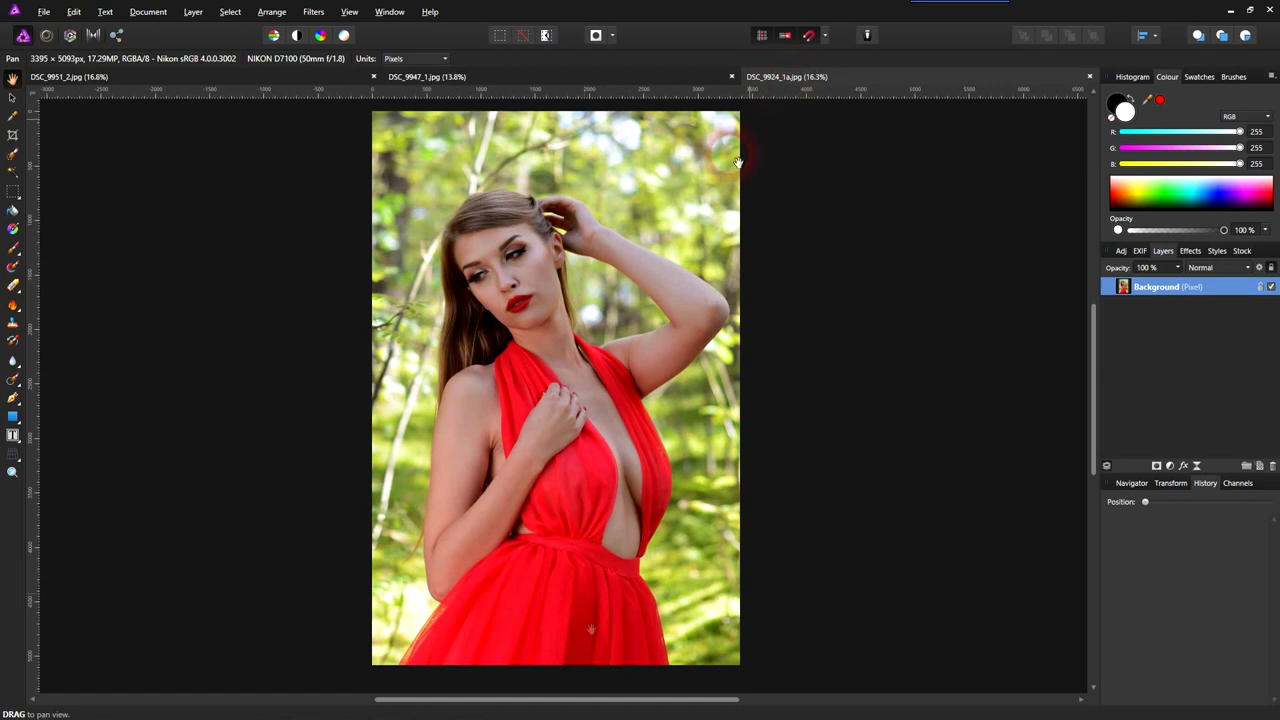 File Edit Text Document Layer Select Arrange Filters View Window Help
Pan 3395 × 5093px, 17.29MP, RGBA/8 - Nikon sRGB 4.0.0.3002 NIKON D7100 (50mm f/1.8) Units: Pixels
DSC_9951_2.jpg (16.8%) DSC_9947_1.jpg (13.8%) DSC_9924_1a.jpg (16.3%)
Histogram Colour Swatches Brushes
RGB
R: 255
G: 255
B: 255
Opacity
100 %
Adj EXIF Layers Effects Styles Stock
Opacity: 100 % Normal
Background (Pixel)
Navigator Transform History Channels
Position:
DRAG to pan view.